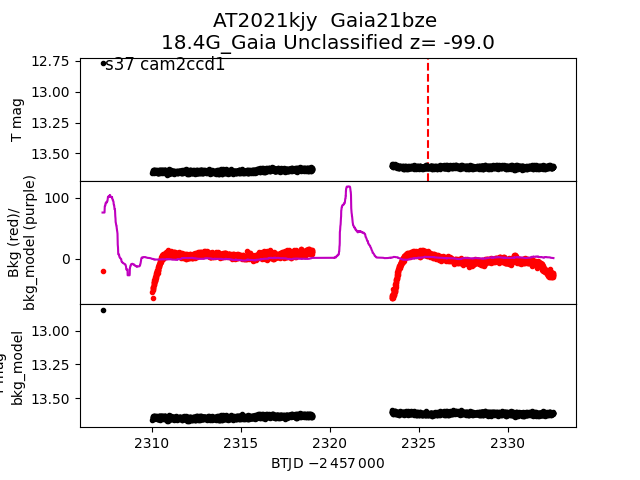 AT2021kjy  Gaia21bze
18.4G_Gaia Unclassified z= -99.0
s37 cam2ccd1
T mag
12.75
13.00
13.25
13.50
Bkg (red)/
bkg_model (purple)
100
0
bkg_model
13.00
13.25
13.50
2310
2315
2320
2325
2330
BTJD −2 457 000